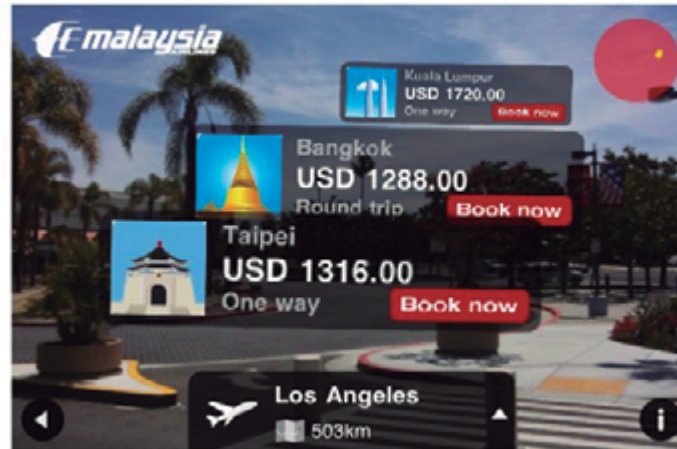 malaysia
AIRLINES
Kuala Lumpur
USD 1720.00
One way
Book now
Bangkok
USD 1288.00
Round trip
Book now
Taipei
USD 1316.00
One way
Book now
Los Angeles
503km
i